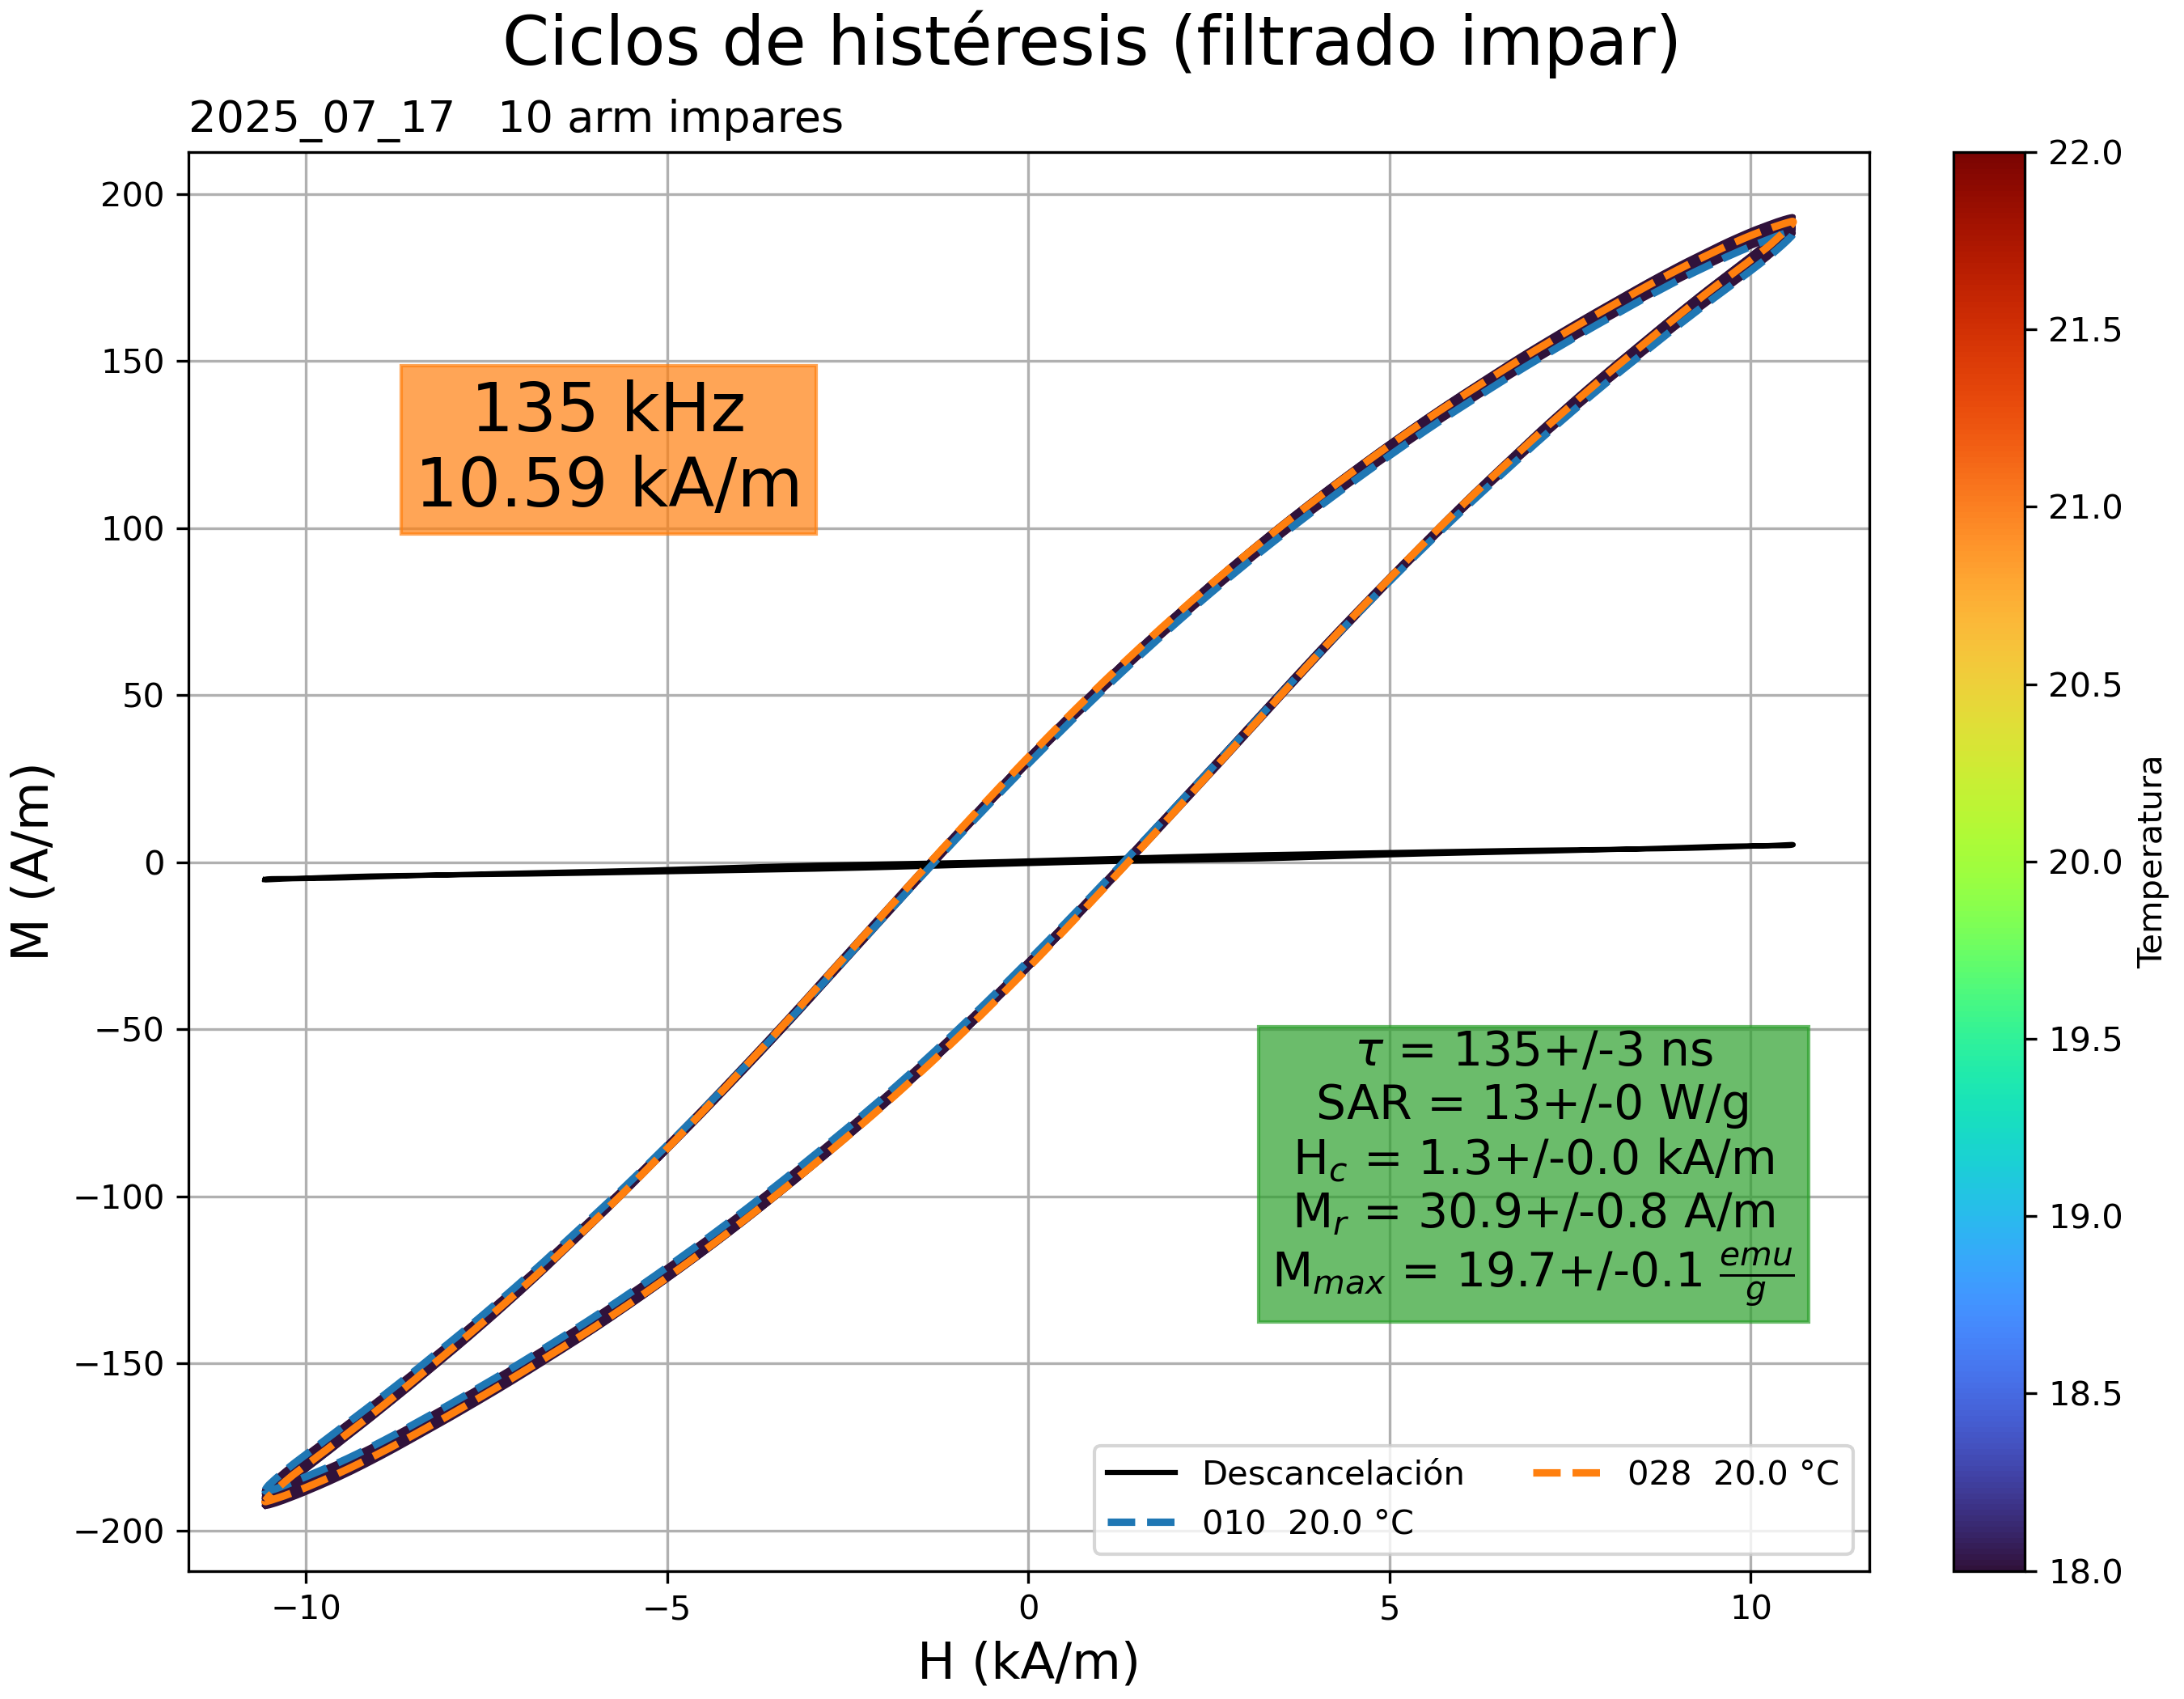 Ciclos de histéresis (filtrado impar)
2025_07_17   10 arm impares
200
150
100
50
0
−50
−100
−150
−200
M (A/m)
135 kHz
10.59 kA/m
τ = 135+/-3 ns
SAR = 13+/-0 W/g
H_c = 1.3+/-0.0 kA/m
M_r = 30.9+/-0.8 A/m
M_max = 19.7+/-0.1 emu/g
Descancelación
010  20.0 °C
028  20.0 °C
−10
−5
0
5
10
H (kA/m)
22.0
21.5
21.0
20.5
20.0
19.5
19.0
18.5
18.0
Temperatura